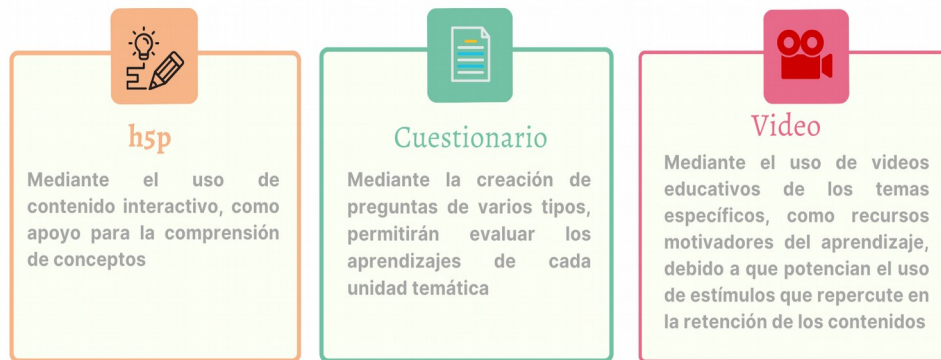 h5p
Mediante el uso de
contenido interactivo, como
apoyo para la comprensión
de conceptos
Cuestionario
Mediante la creación de
preguntas de varios tipos,
permitirán evaluar los
aprendizajes de cada
unidad temática
Video
Mediante el uso de videos
educativos de los temas
específicos, como recursos
motivadores del aprendizaje,
debido a que potencian el uso
de estímulos que repercute en
la retención de los contenidos